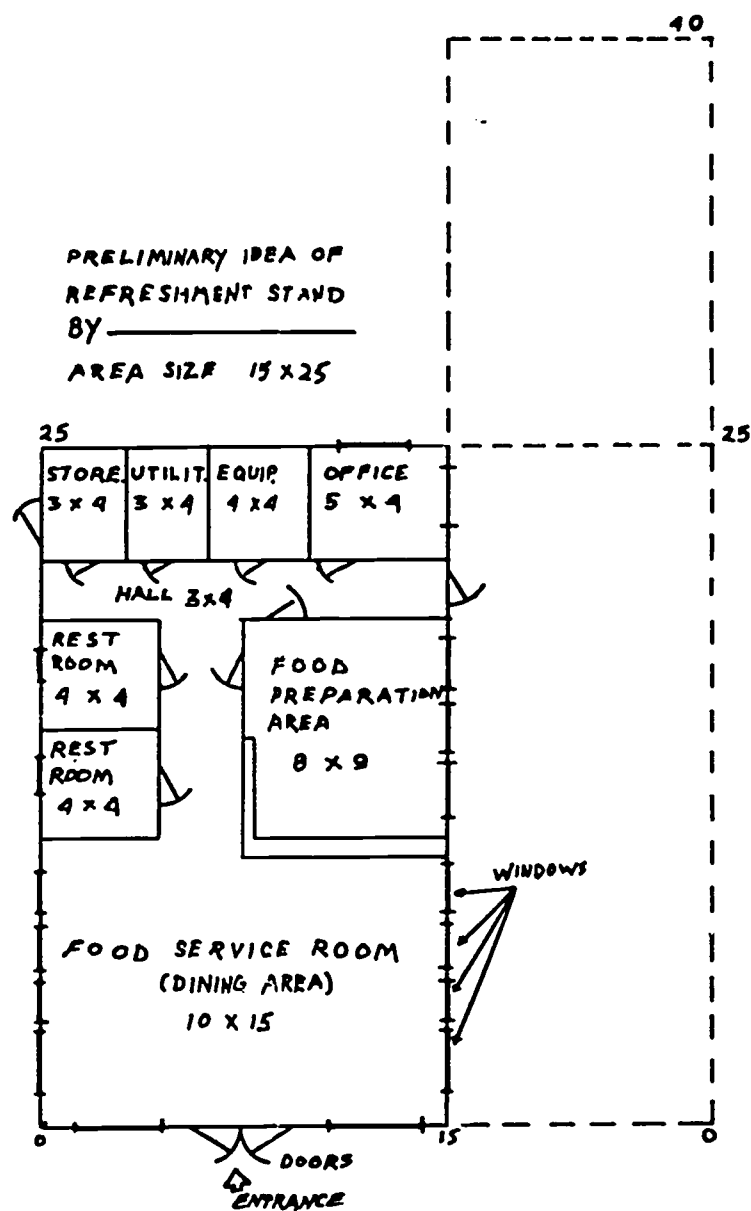 40
PRELIMINARY IDEA OF
REFRESHMENT STAND
BY
AREA SIZE 15 X 25
25
25
STORE.
3 X 4
UTILIT.
3 X 4
EQUIP.
4 X 4
OFFICE
5 X 4
HALL 3X4
REST
ROOM
4 X 4
FOOD
PREPARATION
AREA
8 X 9
REST
ROOM
4 X 4
WINDOWS
FOOD SERVICE ROOM
(DINING AREA)
10 X 15
0
15
0
DOORS
ENTRANCE